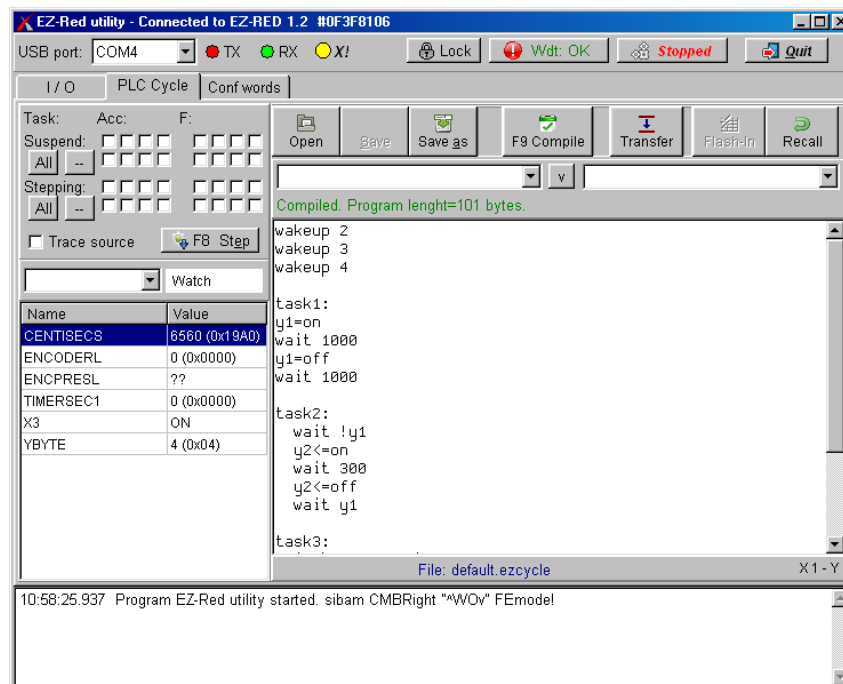 EZ-Red utility - Connected to EZ-RED 1.2 #0F3F8106
USB port: COM4 TX RX X! Lock Wdt: OK Stopped Quit
I / O PLC Cycle Conf words
Task: Acc: F:
Suspend:
All --
Stepping:
All --
Trace source F8 Step
Watch
Name Value
CENTISECS 6560 (0x19A0)
ENCODERL 0 (0x0000)
ENCPRESL ??
TIMERSEC1 0 (0x0000)
X3 ON
YBYTE 4 (0x04)
Open Save Save as F9 Compile Transfer Flash-In Recall
v
Compiled. Program lenght=101 bytes.
wakeup 2
wakeup 3
wakeup 4
task1:
y1=on
wait 1000
y1=off
wait 1000
task2:
wait !y1
y2<=on
wait 300
y2<=off
wait y1
task3:
File: default.ezcycle X1-Y
10:58:25.937 Program EZ-Red utility started. sibam CMBRight "^WOv" FEmode!